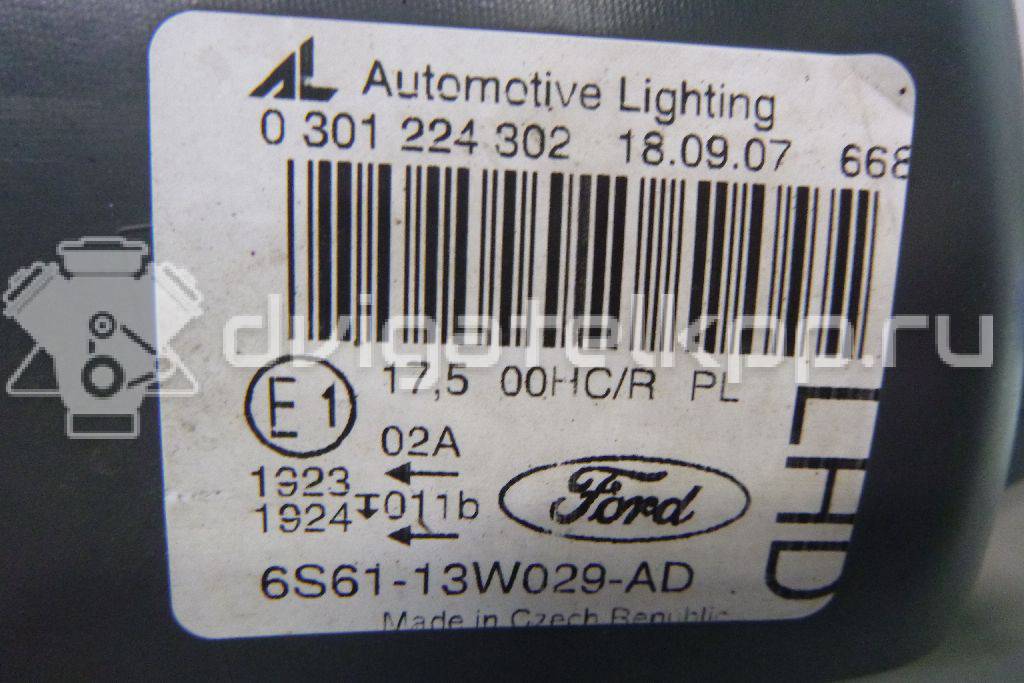 AL Automotive Lighting
0 301 224 302 18.09.07 668
17,5 00HC/R PL
E1
02A
1923
1924 011b
Ford
6S61-13W029-AD
Made in Czech Republic
LHD
dvigatelkpp.ru